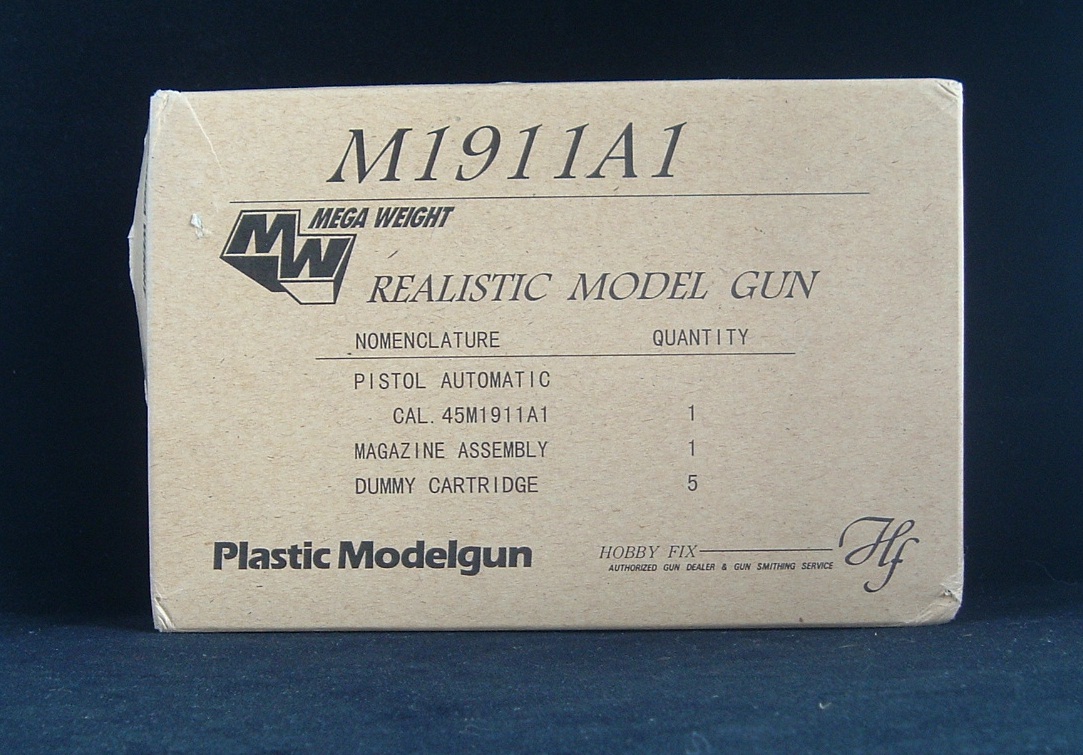 M1911A1
MW MEGA WEIGHT
REALISTIC MODEL GUN
NOMENCLATURE QUANTITY
PISTOL AUTOMATIC
CAL. 45M1911A1 1
MAGAZINE ASSEMBLY 1
DUMMY CARTRIDGE 5
Plastic Modelgun
HOBBY FIX Hf
AUTHORIZED GUN DEALER & GUN SMITHING SERVICE